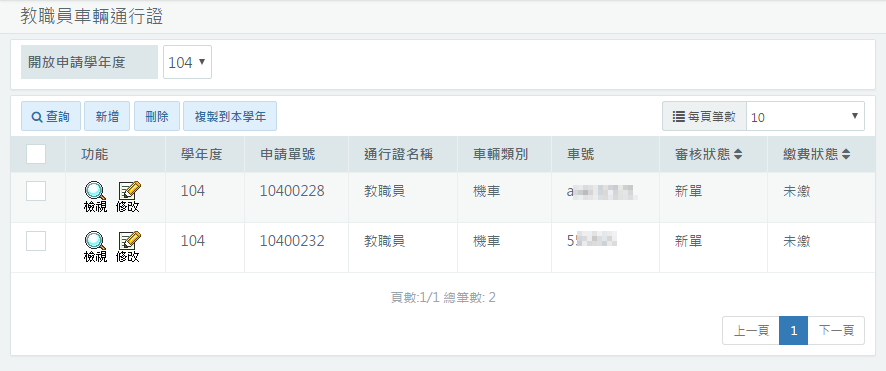 教職員車輛通行證
開放申請學年度 104
查詢 新增 刪除 複製到本學年 每頁筆數 10
功能 學年度 申請單號 通行證名稱 車輛類別 車號 審核狀態 繳費狀態
檢視 修改 104 10400228 教職員 機車 a 新單 未繳
檢視 修改 104 10400232 教職員 機車 5 新單 未繳
頁數:1/1 總筆數: 2
上一頁 1 下一頁